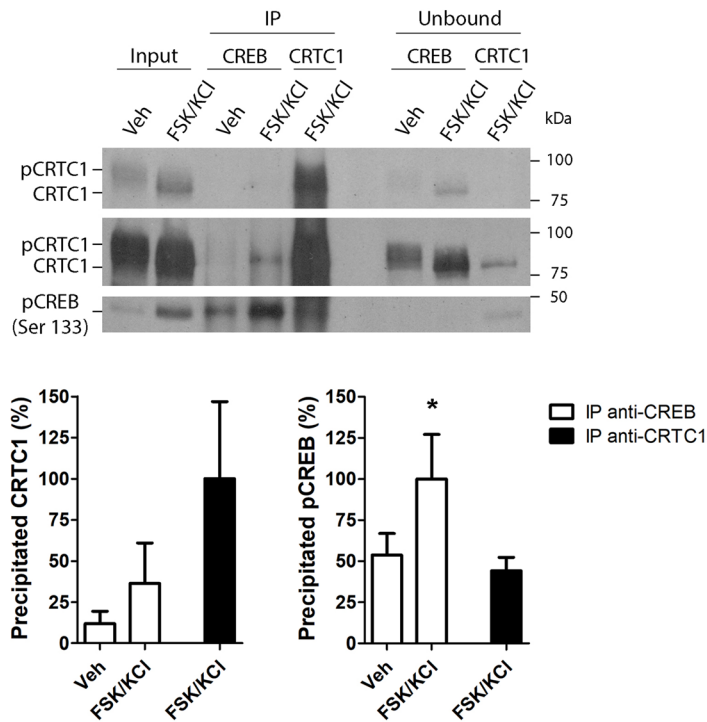 IP Unbound
Input CREB CRTC1 CREB CRTC1
Veh FSK/KCl Veh FSK/KCl FSK/KCl Veh FSK/KCl FSK/KCl
kDa
pCRTC1 100
CRTC1 75
pCRTC1 100
CRTC1 75
pCREB 50
(Ser 133)
Precipitated CRTC1 (%)
150
125
100
75
50
25
0
Veh
FSK/KCl
FSK/KCl
Precipitated pCREB (%)
150
125
100
75
50
25
0
*
Veh
FSK/KCl
FSK/KCl
IP anti-CREB
IP anti-CRTC1